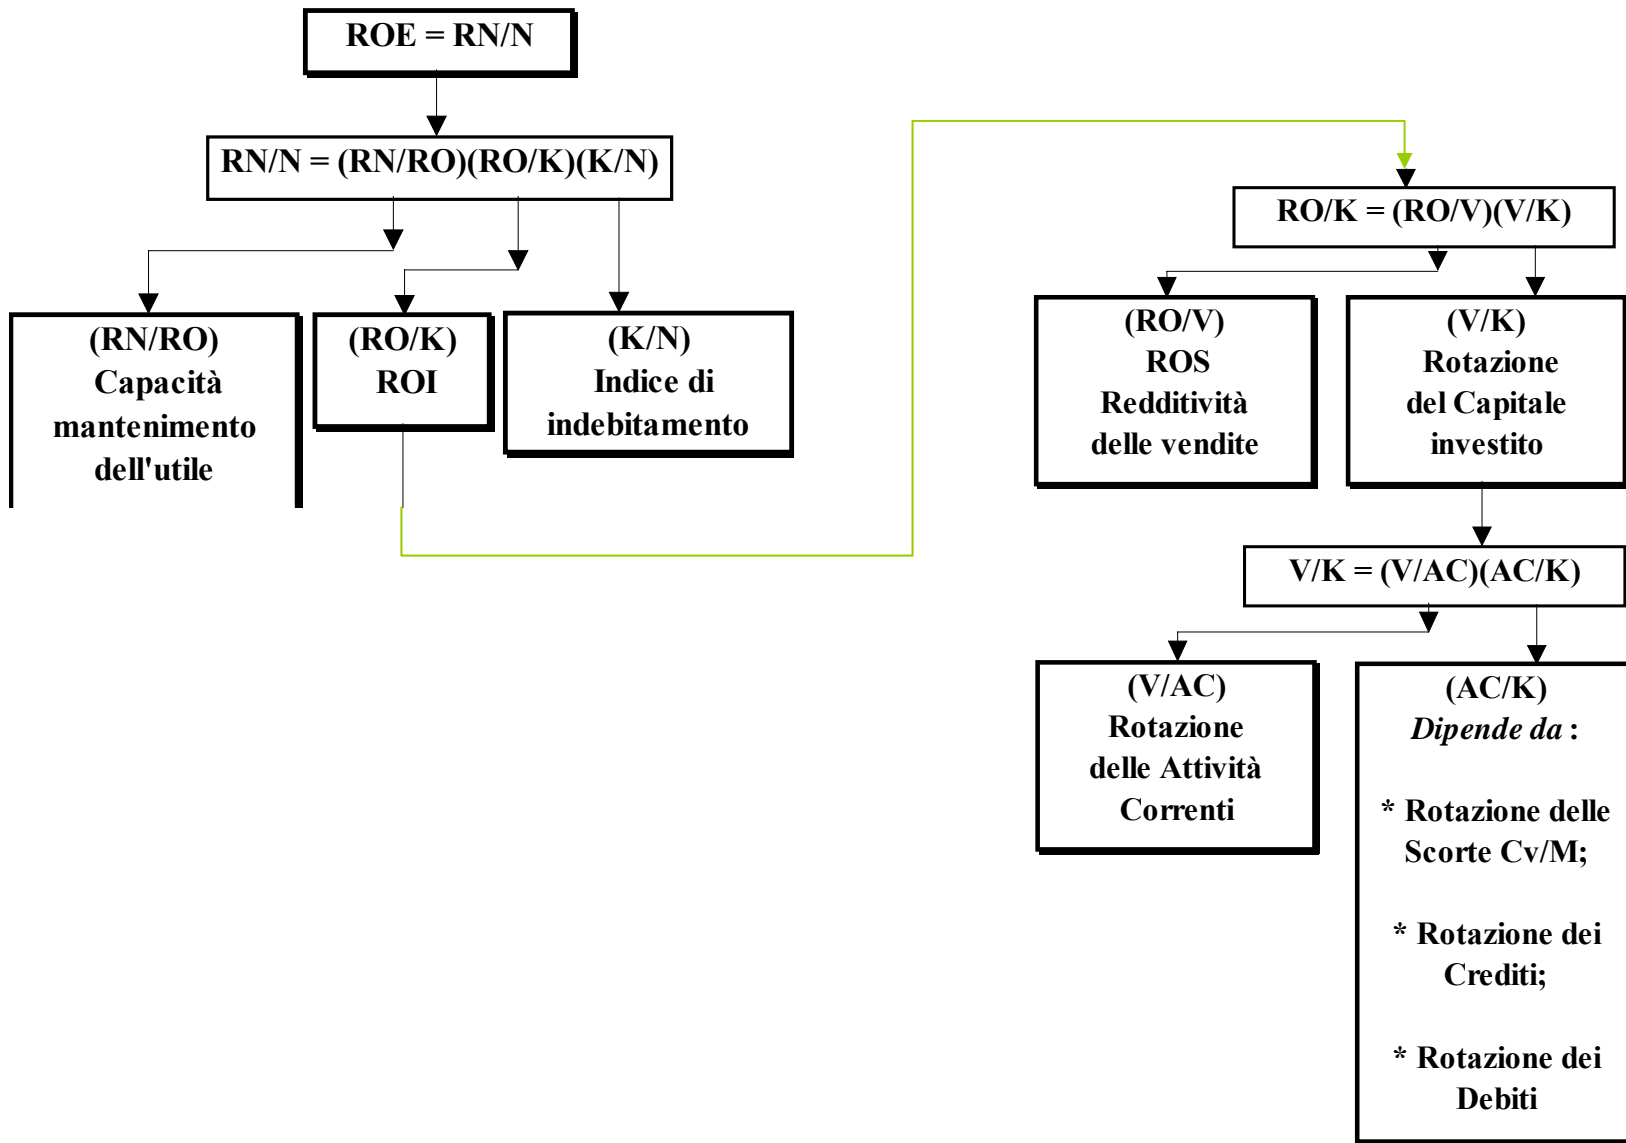 ROE = RN/N
RN/N = (RN/RO)(RO/K)(K/N)
(RN/RO)
Capacità
mantenimento
dell'utile
(RO/K)
ROI
(K/N)
Indice di
indebitamento
RO/K = (RO/V)(V/K)
(RO/V)
ROS
Redditività
delle vendite
(V/K)
Rotazione
del Capitale
investito
V/K = (V/AC)(AC/K)
(V/AC)
Rotazione
delle Attività
Correnti
(AC/K)
Dipende da :
* Rotazione delle
Scorte Cv/M;
* Rotazione dei
Crediti;
* Rotazione dei
Debiti